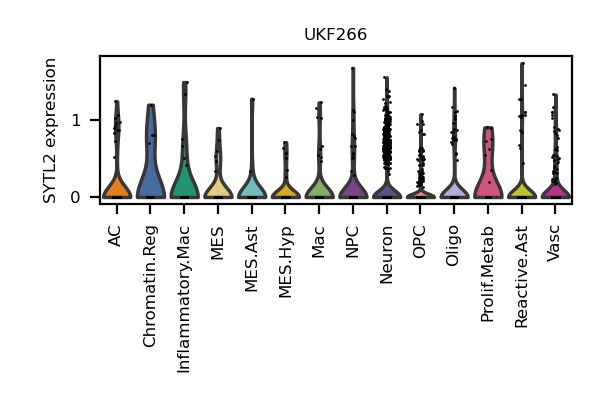 UKF266
SYTL2 expression
1
0
AC
Chromatin.Reg
Inflammatory.Mac
MES
MES.Ast
MES.Hyp
Mac
NPC
Neuron
OPC
Oligo
Prolif.Metab
Reactive.Ast
Vasc